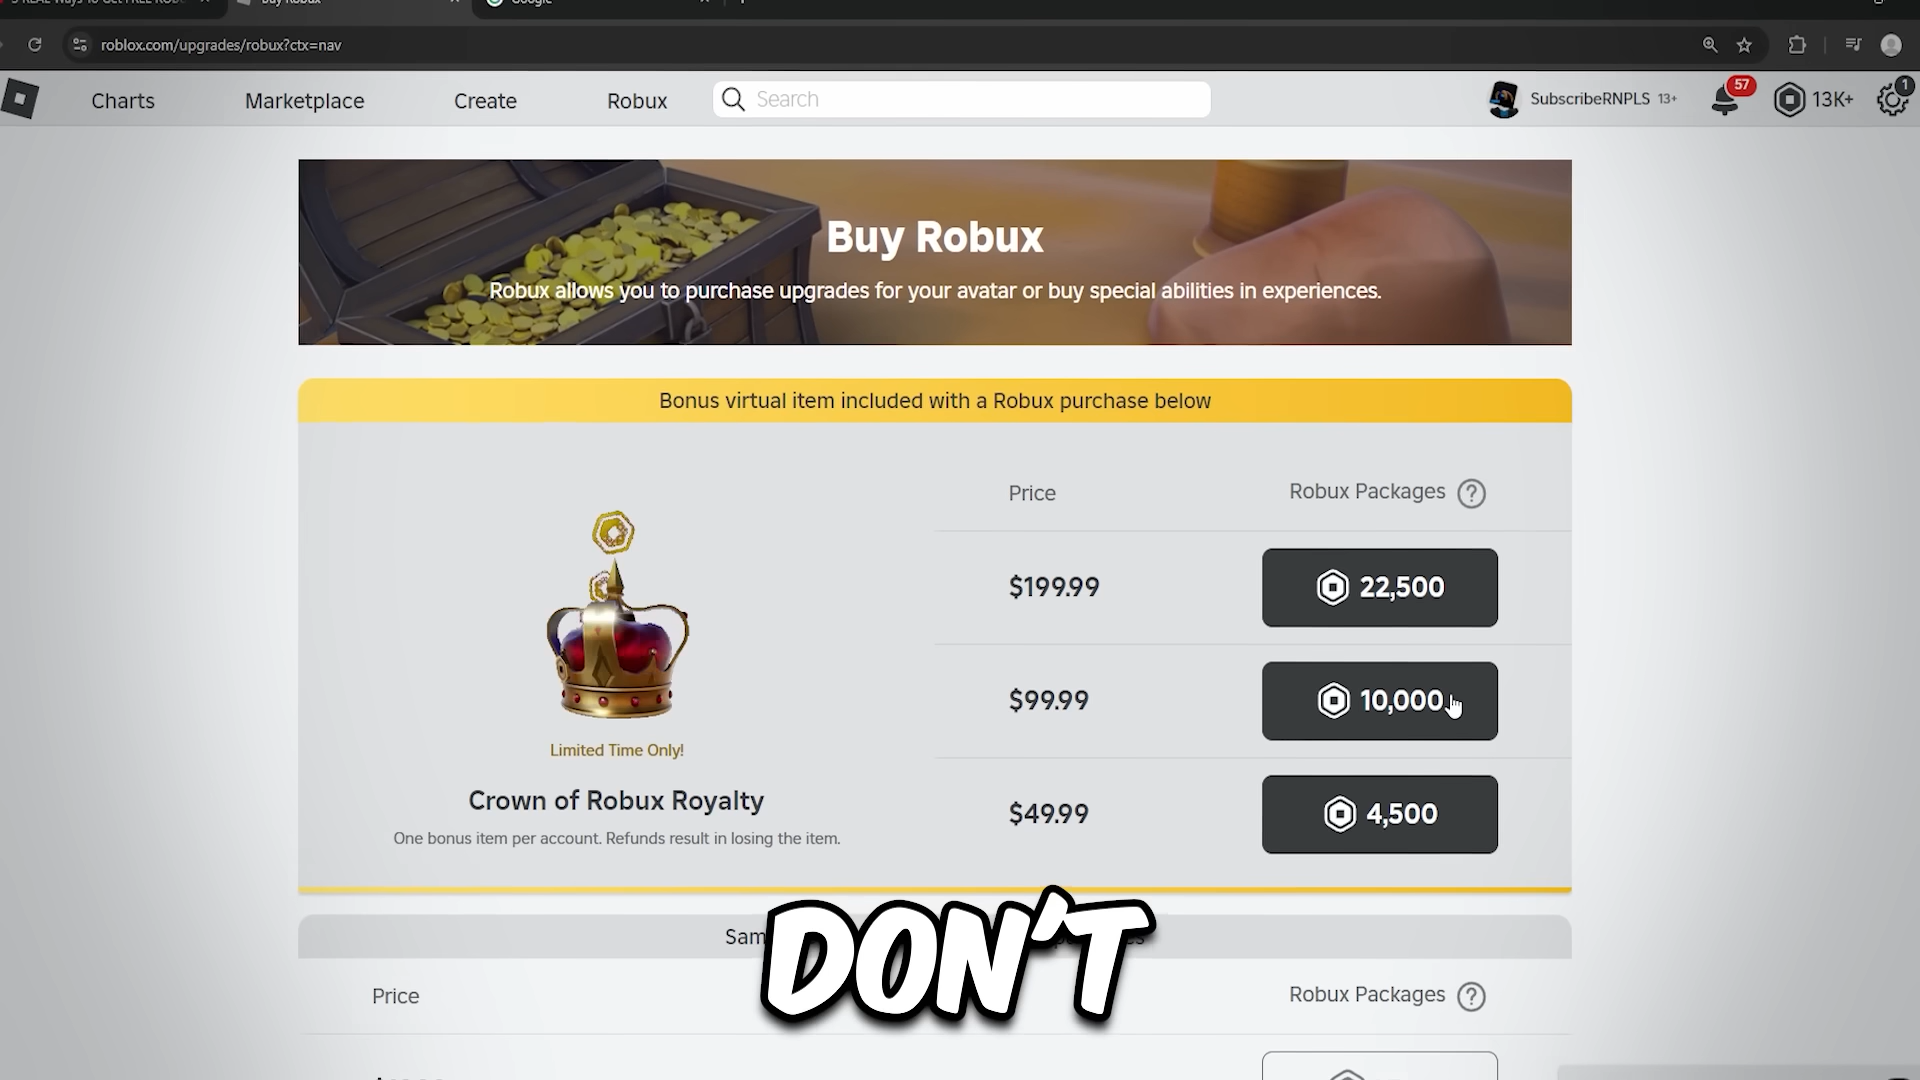 Buy Robux
Google
roblox.com/upgrades/robux?ctx=nav
Charts
Marketplace
Create
Robux
Search
SubscribeRNPLS 13+
57
13K+
1
Buy Robux
Robux allows you to purchase upgrades for your avatar or buy special abilities in experiences.
Bonus virtual item included with a Robux purchase below
Price
Robux Packages ?
$199.99
22,500
$99.99
10,000
$49.99
4,500
Limited Time Only!
Crown of Robux Royalty
One bonus item per account. Refunds result in losing the item.
DON'T
Price
Robux Packages ?